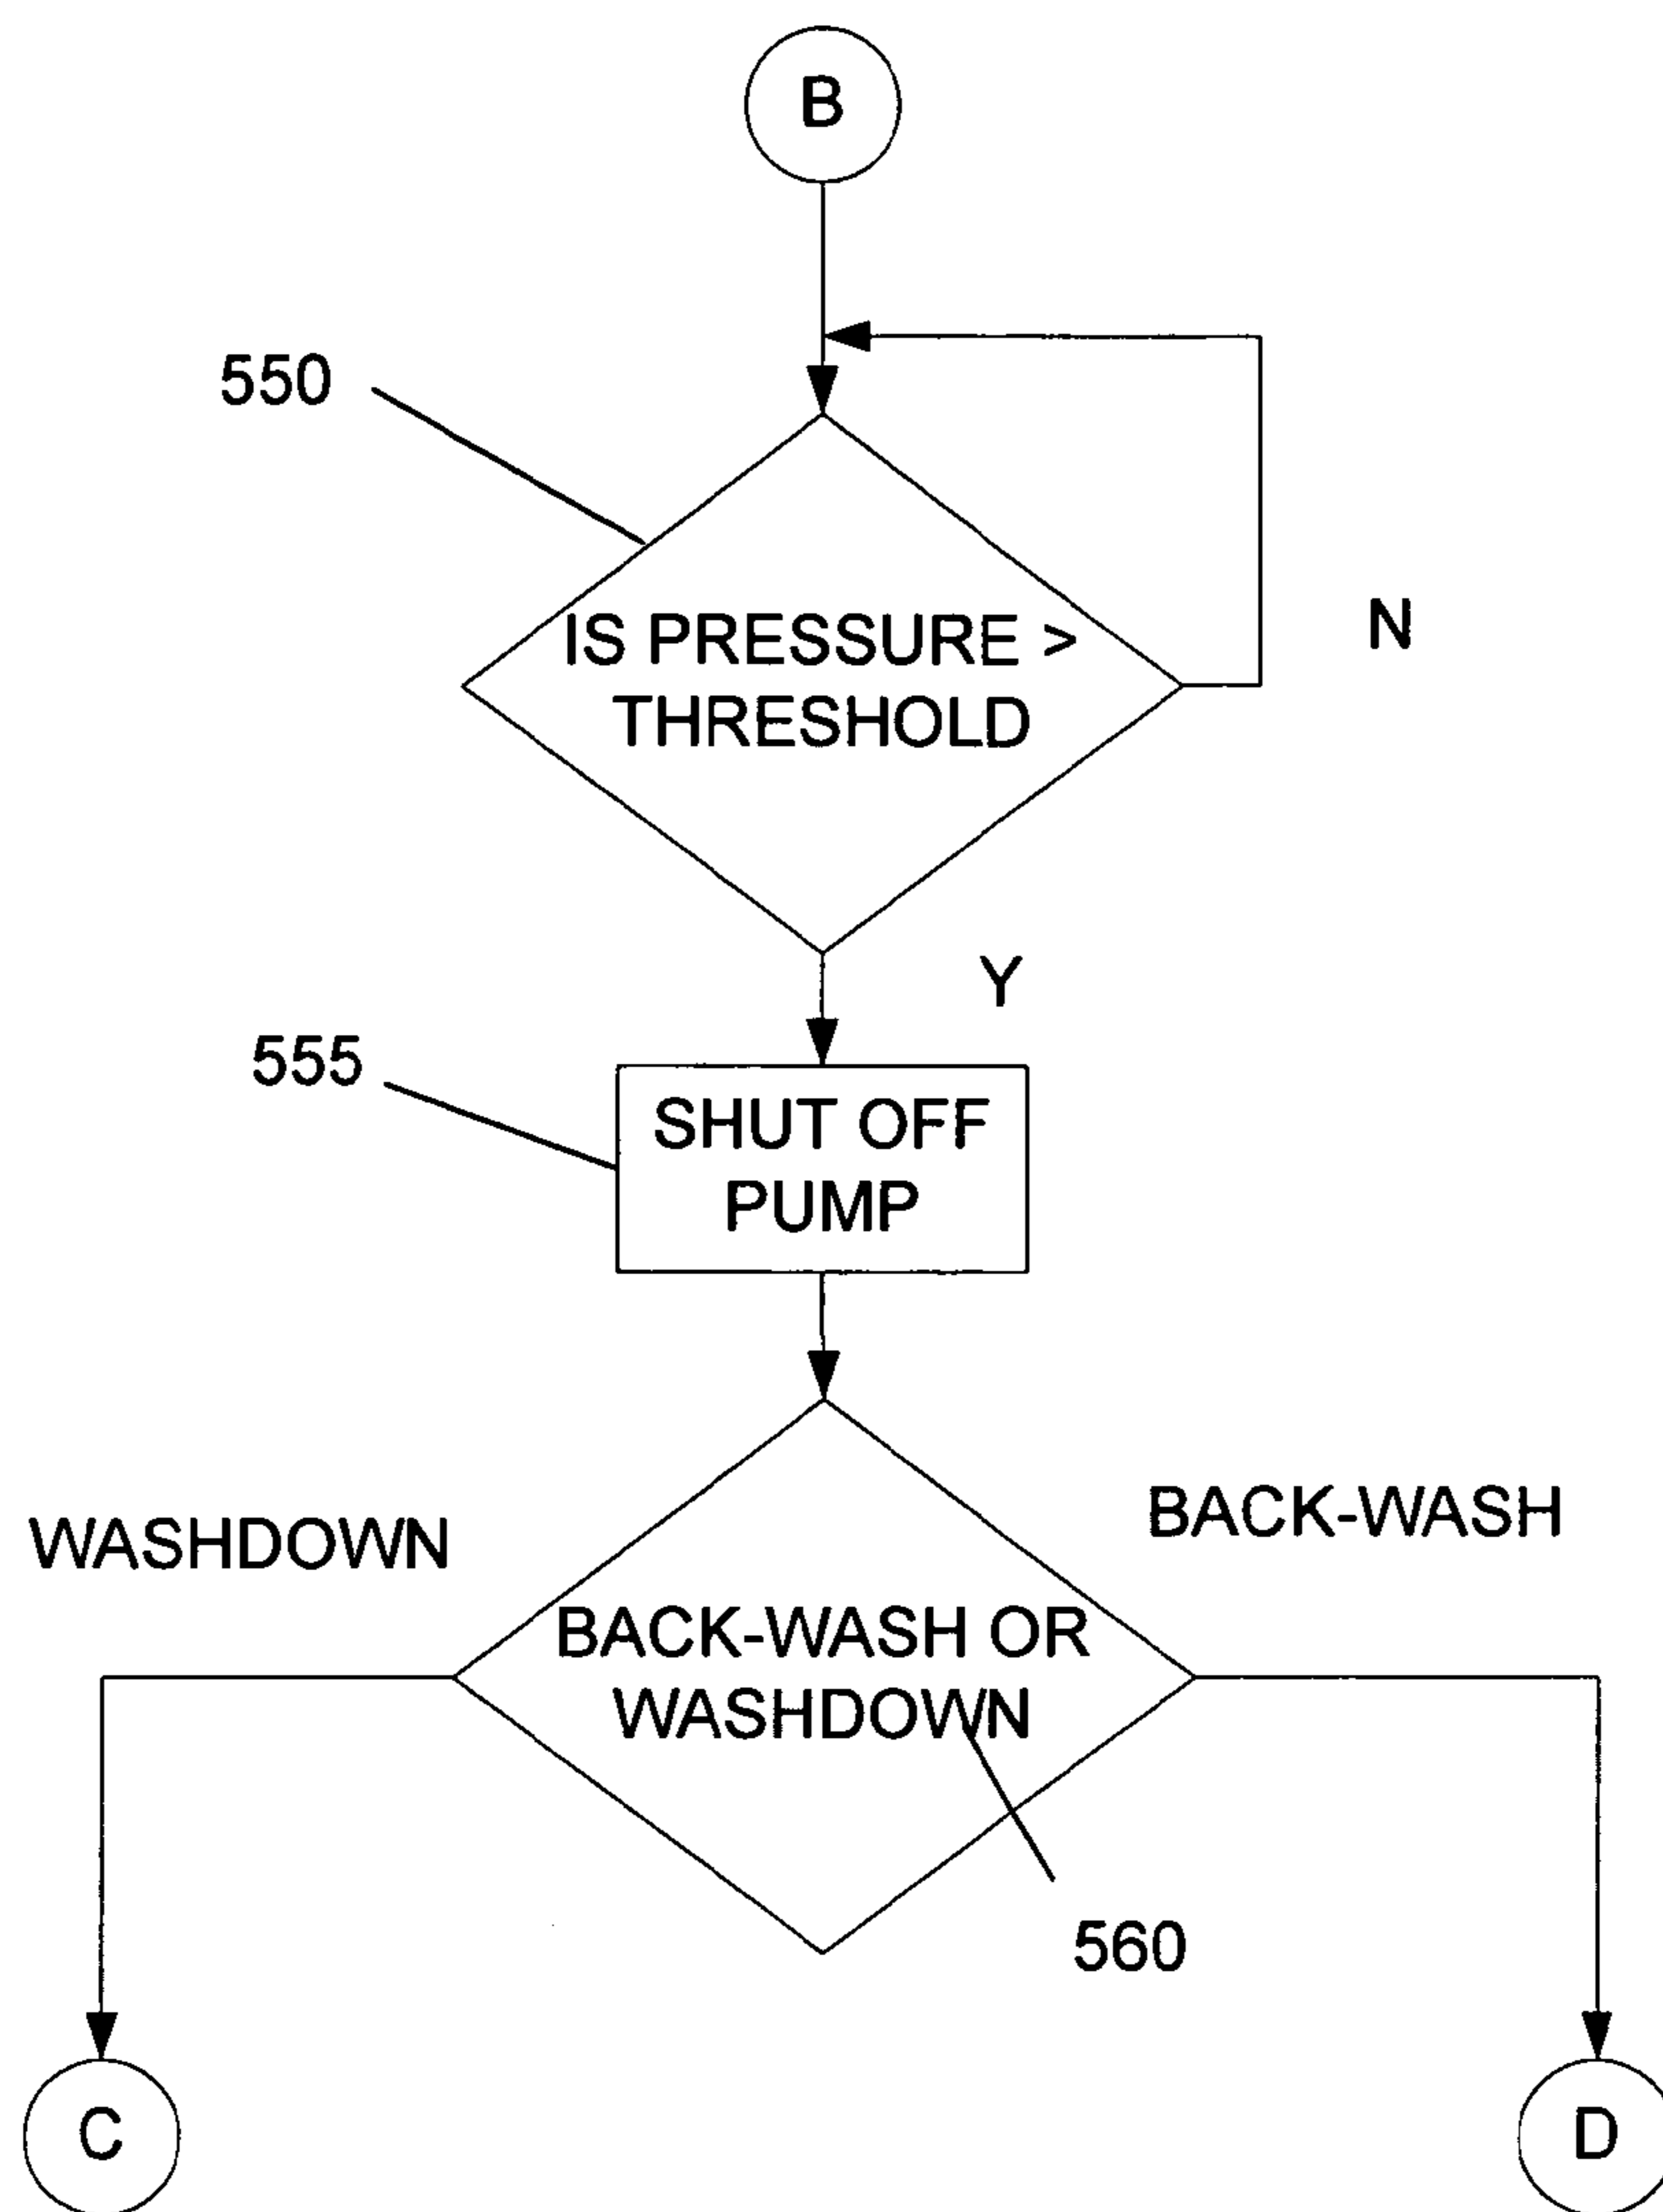 B
550
IS PRESSURE >
THRESHOLD
N
Y
555
SHUT OFF
PUMP
WASHDOWN
BACK-WASH
BACK-WASH OR
WASHDOWN
560
C
D